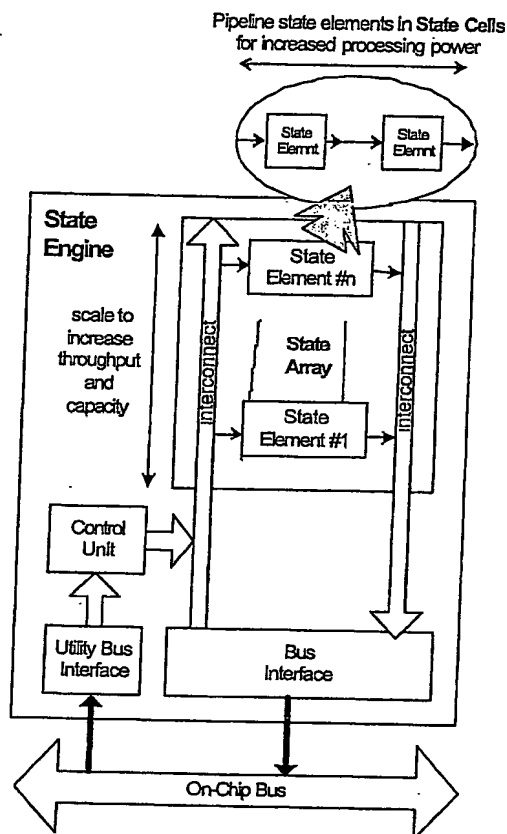 Pipeline state elements in State Cells
for increased processing power
State
Elemnt
State
Elemnt
State
Engine
scale to
increase
throughput
and
capacity
interconnect
State
Element #n
State
Array
State
Element #1
interconnect
Control
Unit
Utility Bus
Interface
Bus
Interface
On-Chip Bus